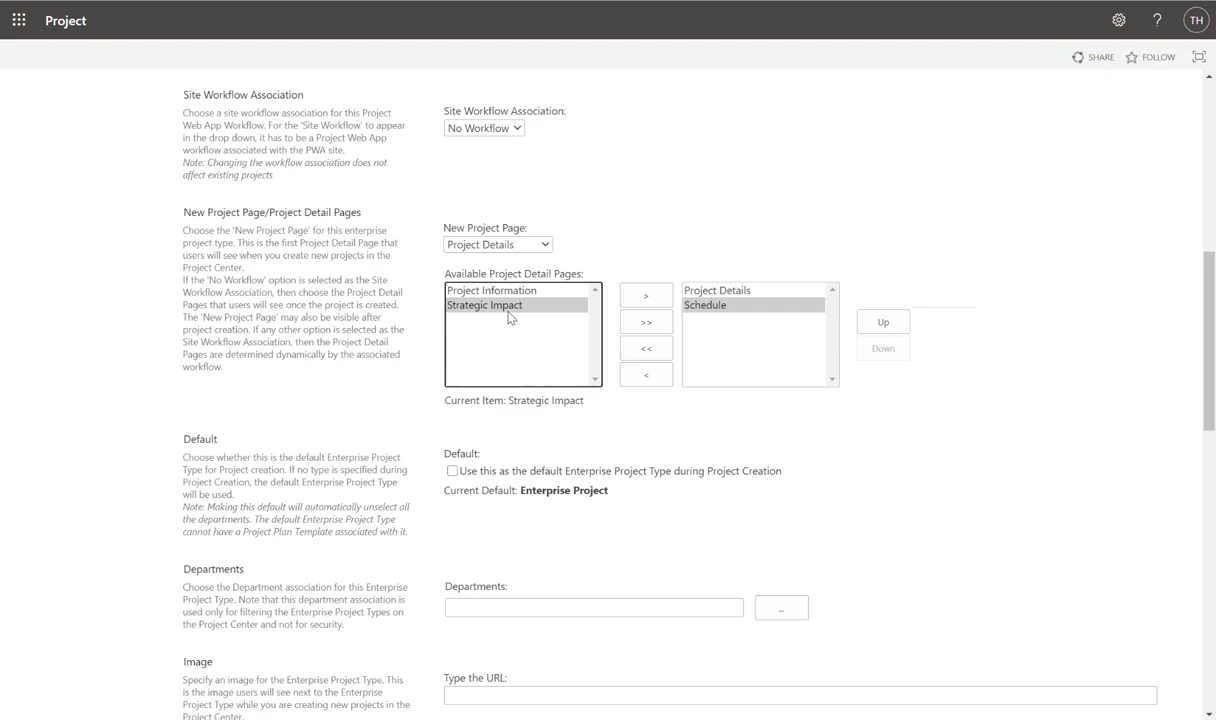 Project
TH
SHARE
FOLLOW
Site Workflow Association
Choose a site workflow association for this Project
Web App Workflow. For the 'Site Workflow' to appear
in the drop down, it has to be a Project Web App
workflow associated with the PWA site.
Note: Changing the workflow association does not
affect existing projects
Site Workflow Association:
No Workflow
New Project Page/Project Detail Pages
Choose the 'New Project Page' for this enterprise
project type. This is the first Project Detail Page that
users will see when you create new projects in the
Project Center.
If the 'No Workflow' option is selected as the Site
Workflow Association, then choose the Project Detail
Pages that users will see once the project is created.
The 'New Project Page' may also be visible after
project creation. If any other option is selected as the
Site Workflow Association, then the Project Detail
Pages are determined dynamically by the associated
workflow.
New Project Page:
Project Details
Available Project Detail Pages:
Project Information
Strategic Impact
>
>>
<<
<
Project Details
Schedule
Up
Down
Current Item: Strategic Impact
Default
Choose whether this is the default Enterprise Project
Type for Project creation. If no type is specified during
Project Creation, the default Enterprise Project Type
will be used.
Note: Making this default will automatically unselect all
the departments. The default Enterprise Project Type
cannot have a Project Plan Template associated with it.
Default:
Use this as the default Enterprise Project Type during Project Creation
Current Default: Enterprise Project
Departments
Choose the Department association for this Enterprise
Project Type. Note that this department association is
used only for filtering the Enterprise Project Types on
the Project Center and not for security.
Departments:
...
Image
Specify an image for the Enterprise Project Type. This
is the image users will see next to the Enterprise
Project Type while you are creating new projects in the
Project Center.
Type the URL: